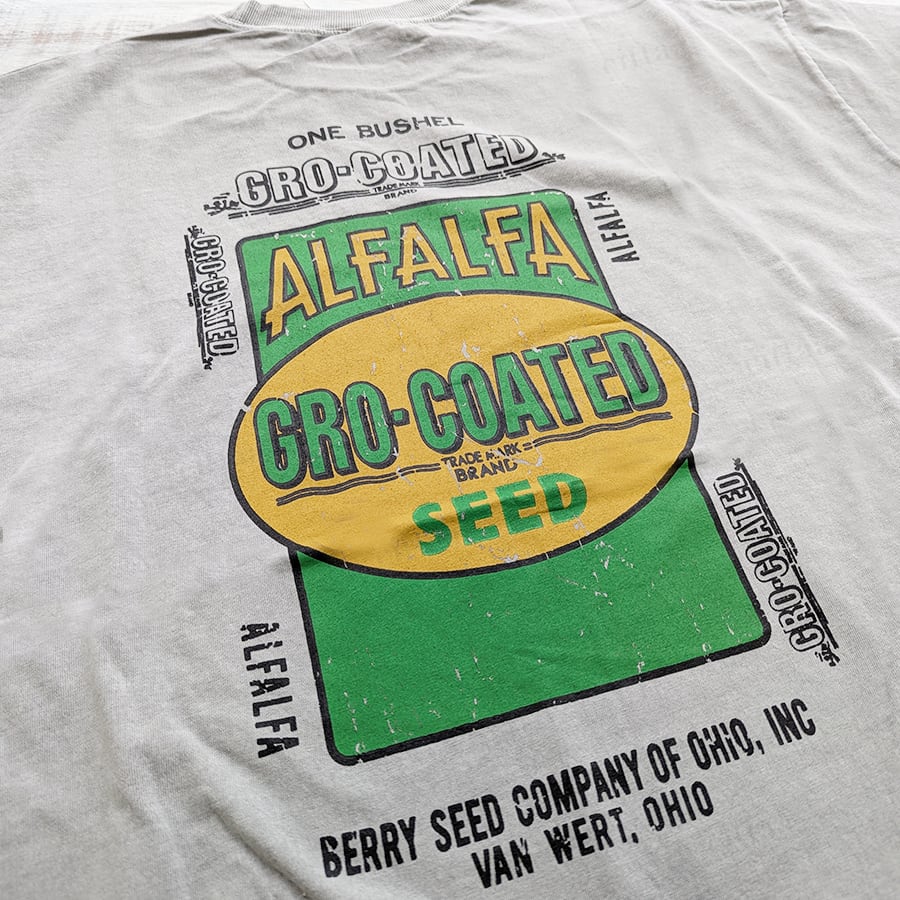 ONE BUSHEL
GRO-COATED
TRADE MARK
BRAND
ALFALFA
GRO-COATED
ALFALFA
GRO-COATED
TRADE MARK
BRAND
SEED
GRO-COATED
ALFALFA
BERRY SEED COMPANY OF OHIO, INC
VAN WERT, OHIO